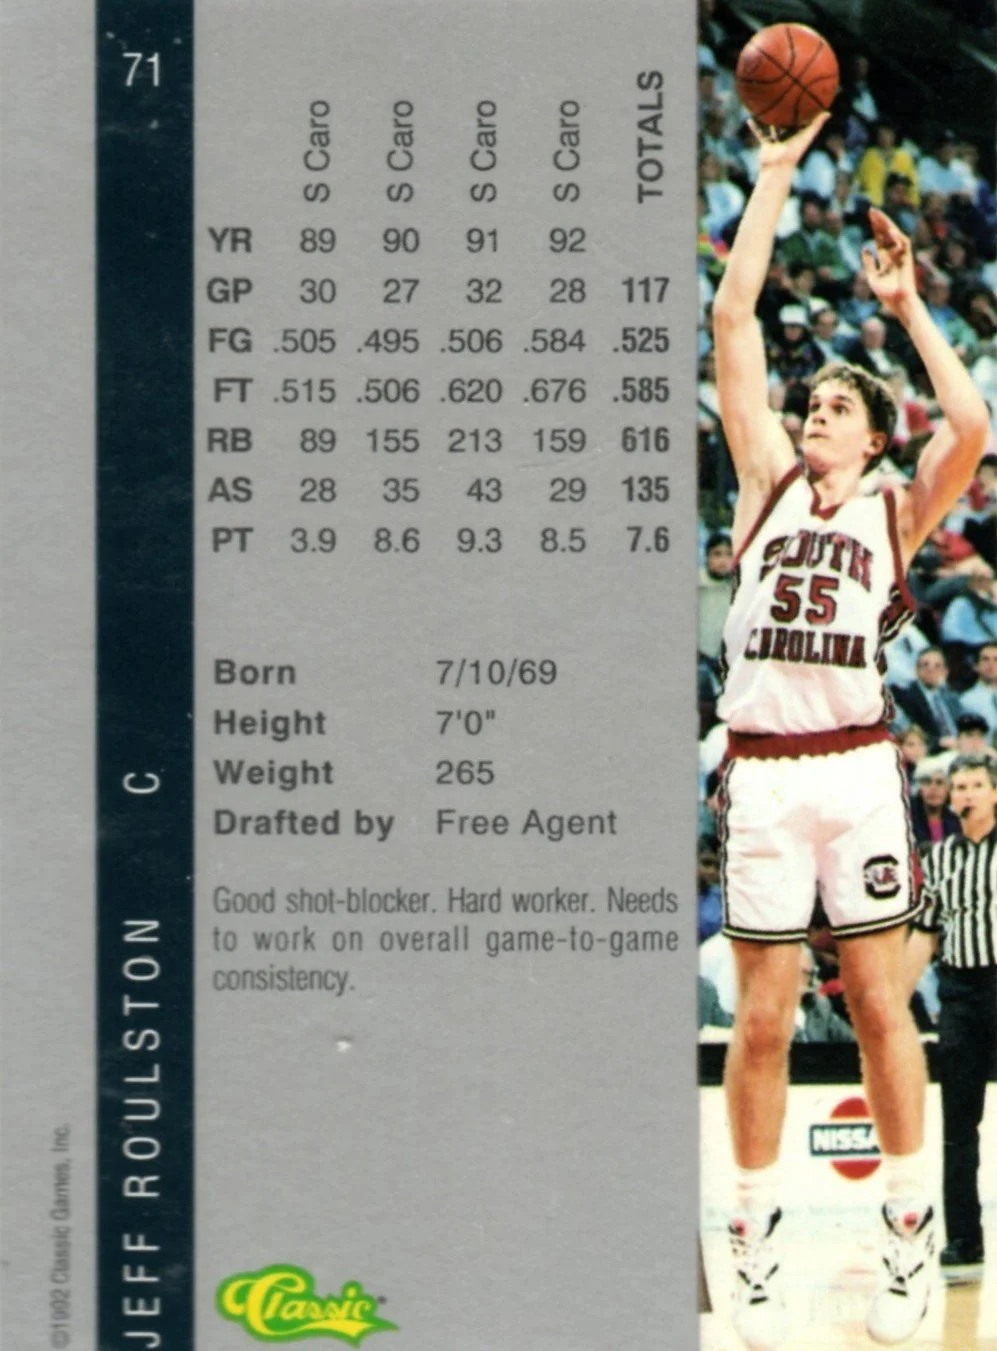 71
S Caro S Caro S Caro S Caro TOTALS
YR 89 90 91 92
GP 30 27 32 28 117
FG .505 .495 .506 .584 .525
FT .515 .506 .620 .676 .585
RB 89 155 213 159 616
AS 28 35 43 29 135
PT 3.9 8.6 9.3 8.5 7.6
Born 7/10/69
Height 7'0"
Weight 265
Drafted by Free Agent
Good shot-blocker. Hard worker. Needs
to work on overall game-to-game
consistency.
JEFF ROULSTON C
©1992 Classic Games, Inc.
Classic
SOUTH
55
CAROLINA
NISSA